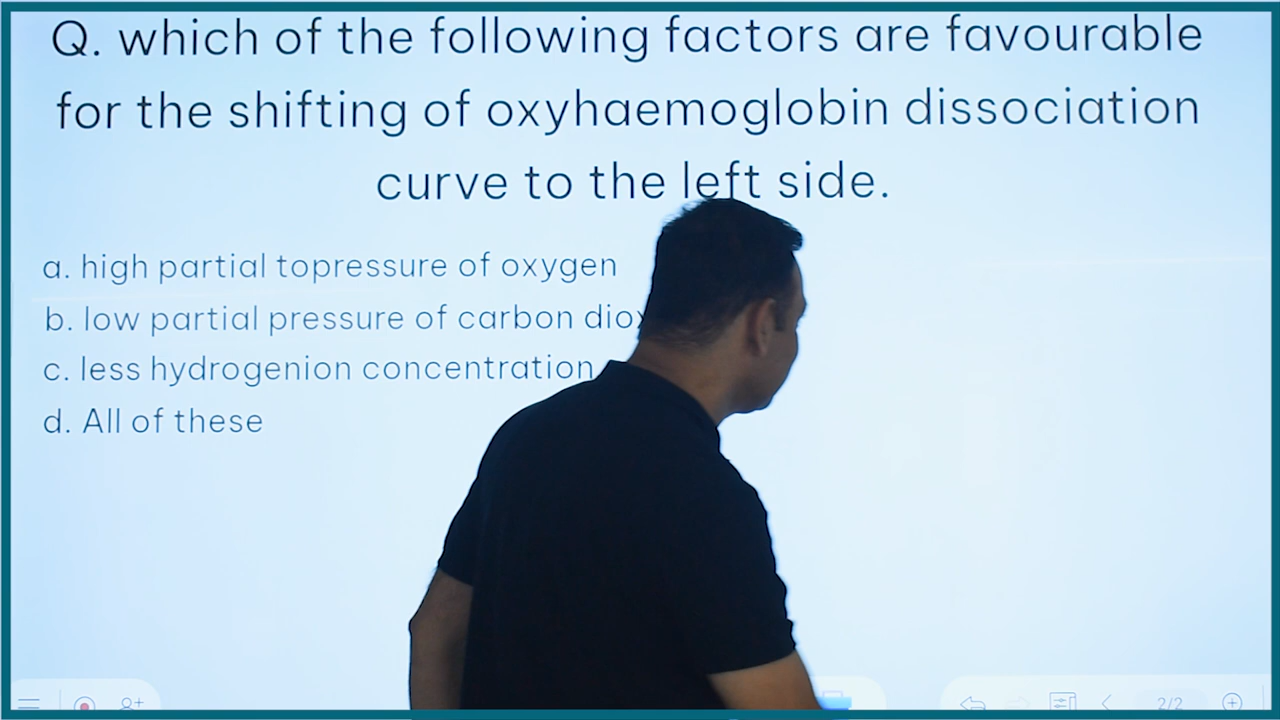 Q. which of the following factors are favourable
for the shifting of oxyhaemoglobin dissociation
curve to the left side.
a. high partial topressure of oxygen
b. low partial pressure of carbon
c. less hydrogenion concentration
d. All of these
2/2